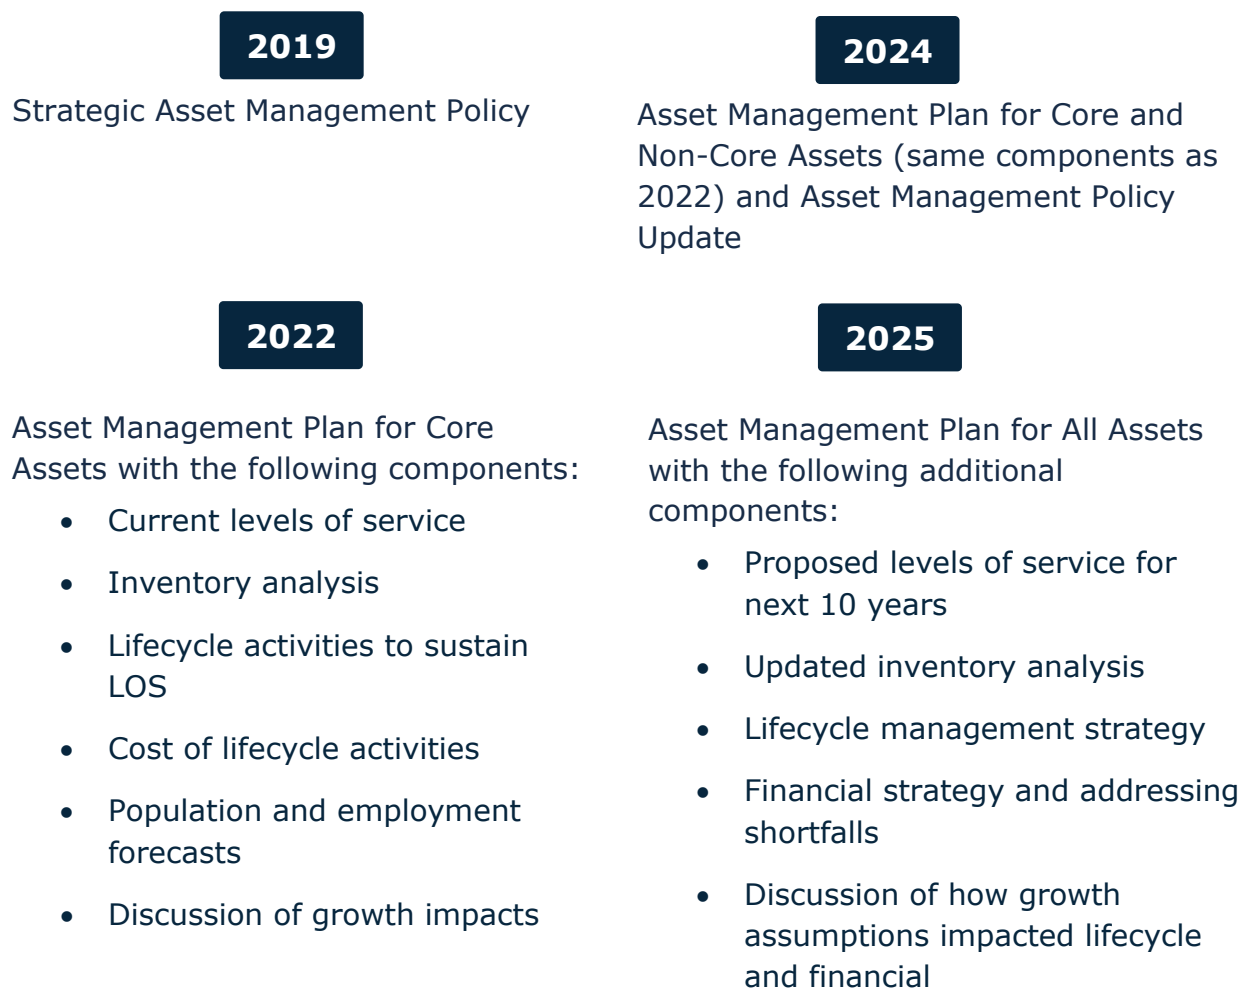 2019
Strategic Asset Management Policy
2022
Asset Management Plan for Core
Assets with the following components:
• Current levels of service
• Inventory analysis
• Lifecycle activities to sustain
LOS
• Cost of lifecycle activities
• Population and employment
forecasts
• Discussion of growth impacts
2024
Asset Management Plan for Core and
Non-Core Assets (same components as
2022) and Asset Management Policy
Update
2025
Asset Management Plan for All Assets
with the following additional
components:
• Proposed levels of service for
next 10 years
• Updated inventory analysis
• Lifecycle management strategy
• Financial strategy and addressing
shortfalls
• Discussion of how growth
assumptions impacted lifecycle
and financial